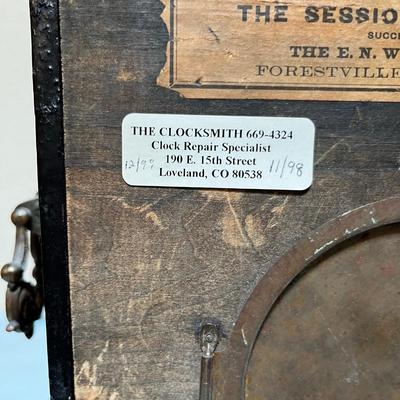 THE SESSIO
SUCC
THE E. N. W
FORESTVILLE
THE CLOCKSMITH 669-4324
Clock Repair Specialist
12/97 190 E. 15th Street 11/98
Loveland, CO 80538